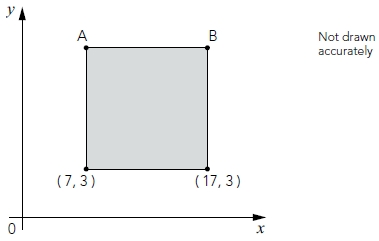 y
A
B
Not drawn
accurately
(7, 3)
(17, 3)
0
x